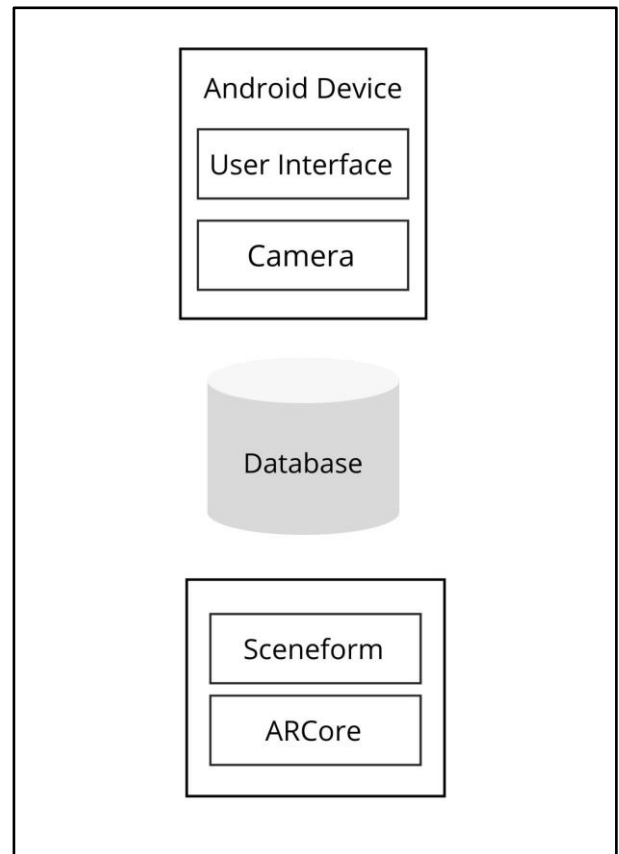 Android Device
User Interface
Camera
Database
Sceneform
ARCore